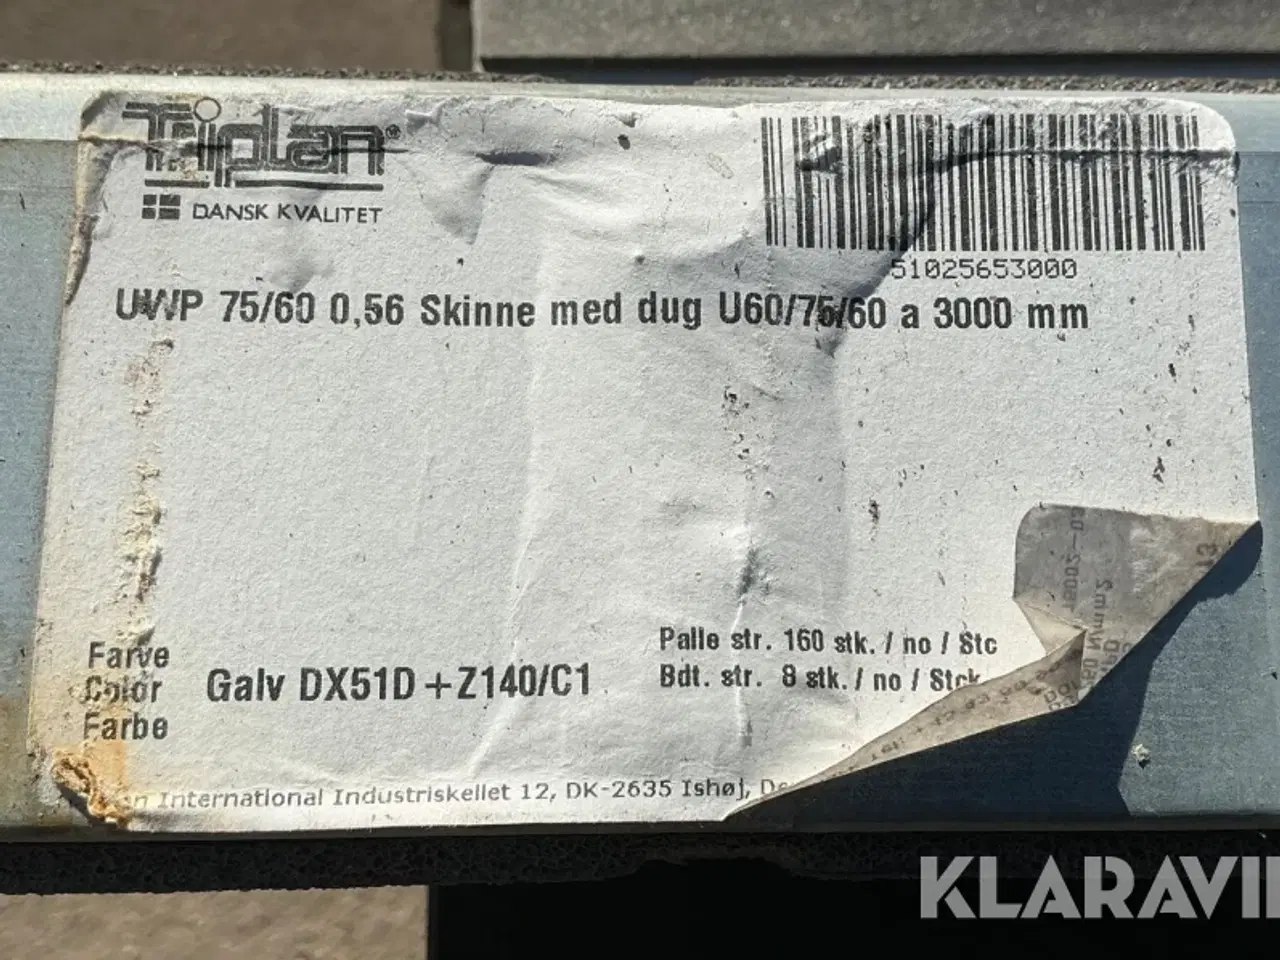 Triplan®
DANSK KVALITET
51025653000
UWP 75/60 0,56 Skinne med dug U60/75/60 a 3000 mm
Farve
Color
Farbe
Galv DX51D+Z140/C1
Palle str. 160 stk. / no / Stc
Bdt. str. 8 stk. / no / Stck
International Industriskellet 12, DK-2635 Ishøj,
KLARAVI